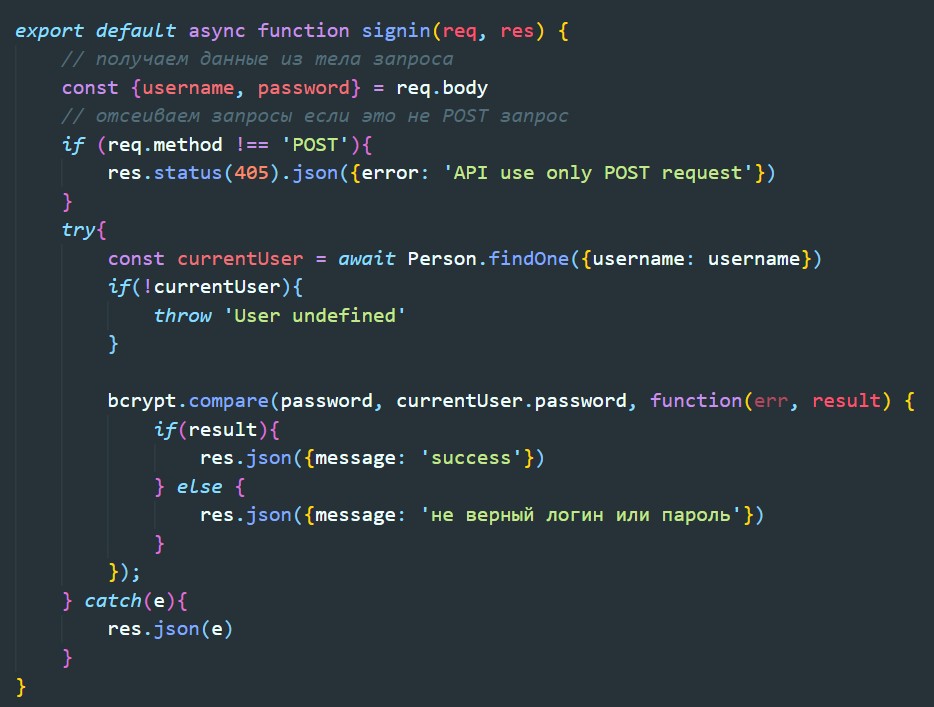 export default async function signin(req, res) {
    // получаем данные из тела запроса
    const {username, password} = req.body
    // отсеиваем запросы если это не POST запрос
    if (req.method !== 'POST'){
        res.status(405).json({error: 'API use only POST request'})
    }
    try{
        const currentUser = await Person.findOne({username: username})
        if(!currentUser){
            throw 'User undefined'
        }

        bcrypt.compare(password, currentUser.password, function(err, result) {
            if(result){
                res.json({message: 'success'})
            } else {
                res.json({message: 'не верный логин или пароль'})
            }
        });
    } catch(e){
        res.json(e)
    }
}